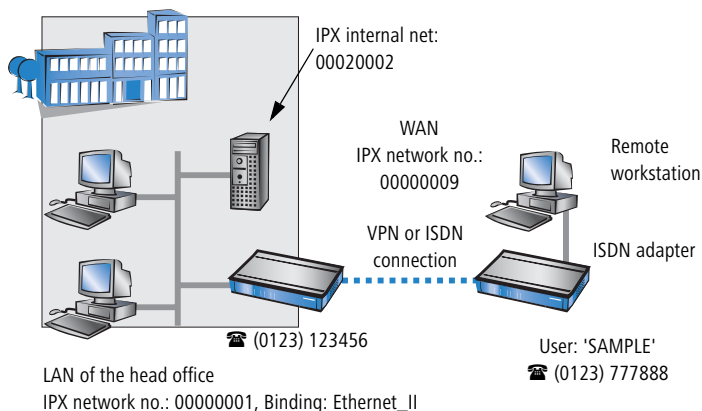 IPX internal net:
00020002
WAN
IPX network no.:
00000009
Remote
workstation
VPN or ISDN
connection
ISDN adapter
☎ (0123) 123456
User: 'SAMPLE'
☎ (0123) 777888
LAN of the head office
IPX network no.: 00000001, Binding: Ethernet_II